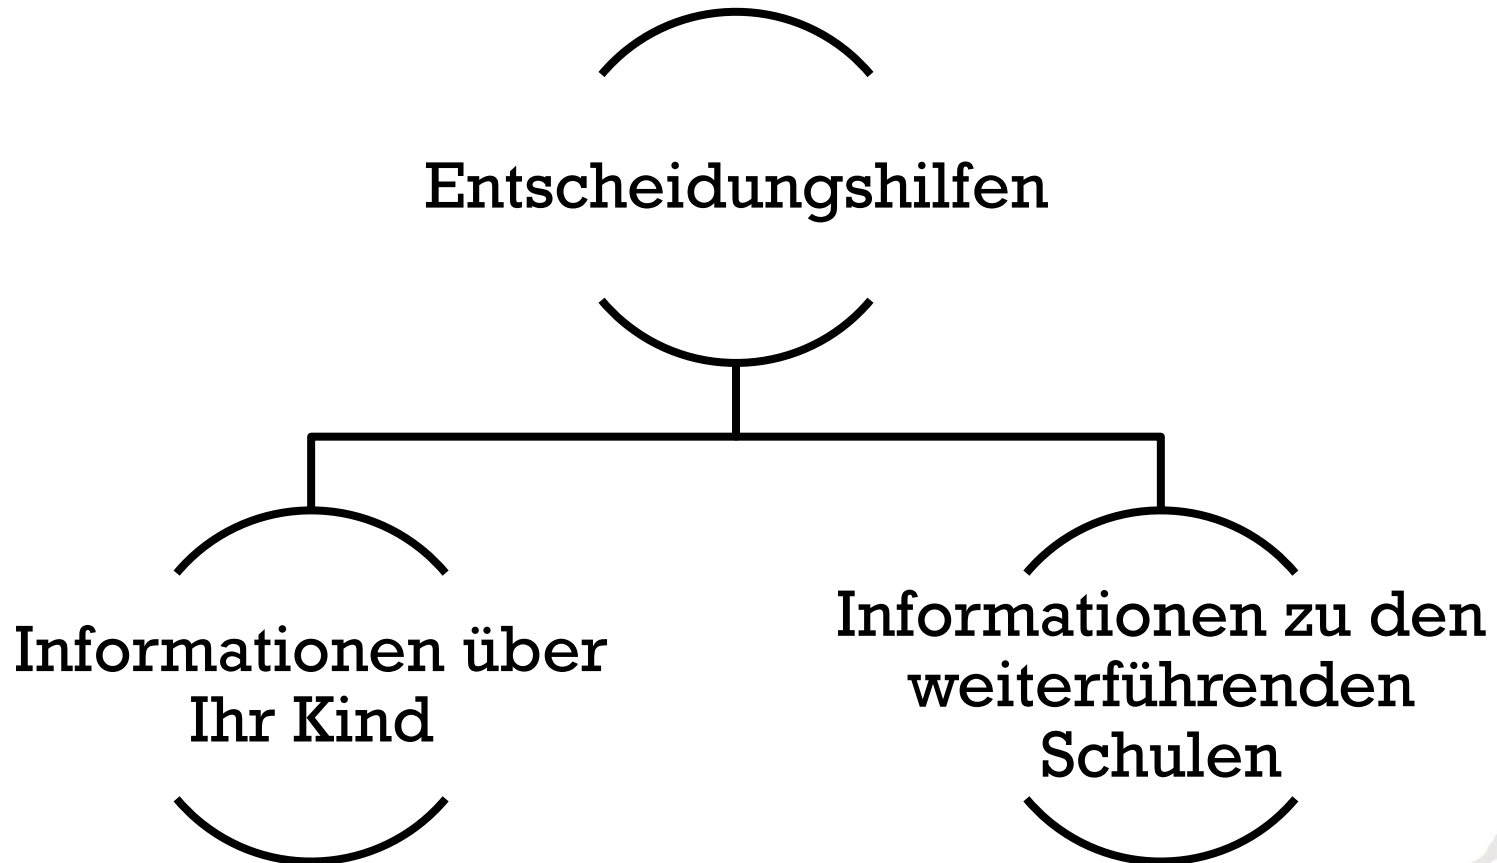 Entscheidungshilfen
Informationen über
Ihr Kind
Informationen zu den
weiterführenden
Schulen